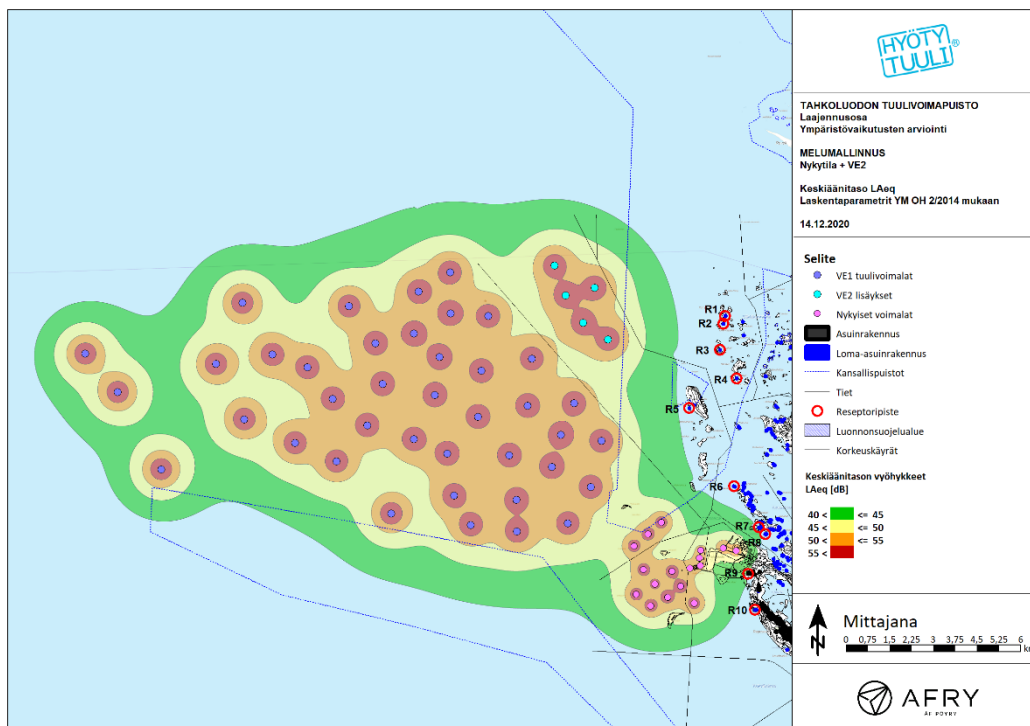 HYÖTY
TUULI®
TAHKOLUODON TUULIVOIMAPUISTO
Laajennusosa
Ympäristövaikutusten arviointi
MELUMALLINNUS
Nykytila + VE2
Keskiäänitaso LAeq
Laskentaparametrit YM OH 2/2014 mukaan
14.12.2020
Selite
VE1 tuulivoimalat
VE2 lisäykset
Nykyiset voimalat
Asuinrakennus
Loma-asuinrakennus
Kansallispuistot
Tiet
Reseptoripiste
Luonnonsuojelualue
Korkeuskäyrät
Keskiäänitason vyöhykkeet
LAeq [dB]
40 < <= 45
45 < <= 50
50 < <= 55
55 <
N
Mittajana
0 0,75 1,5 2,25 3 3,75 4,5 5,25 6
km
AFRY
ÅF PÖYRY
R1
R2
R3
R4
R5
R6
R7
R8
R9
R10